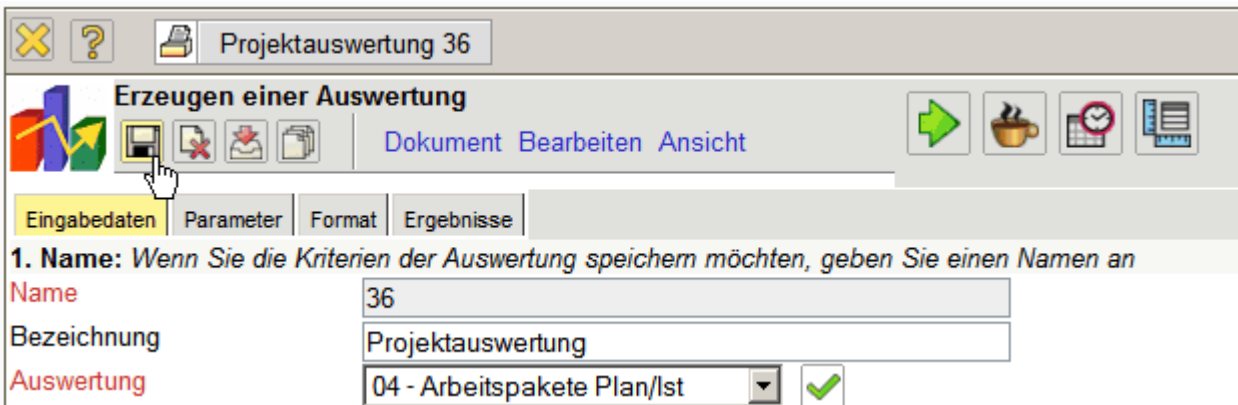 Projektauswertung 36
Erzeugen einer Auswertung
Dokument Bearbeiten Ansicht
Eingabedaten Parameter Format Ergebnisse
1. Name: Wenn Sie die Kriterien der Auswertung speichern möchten, geben Sie einen Namen an
Name 36
Bezeichnung Projektauswertung
Auswertung 04 - Arbeitspakete Plan/Ist